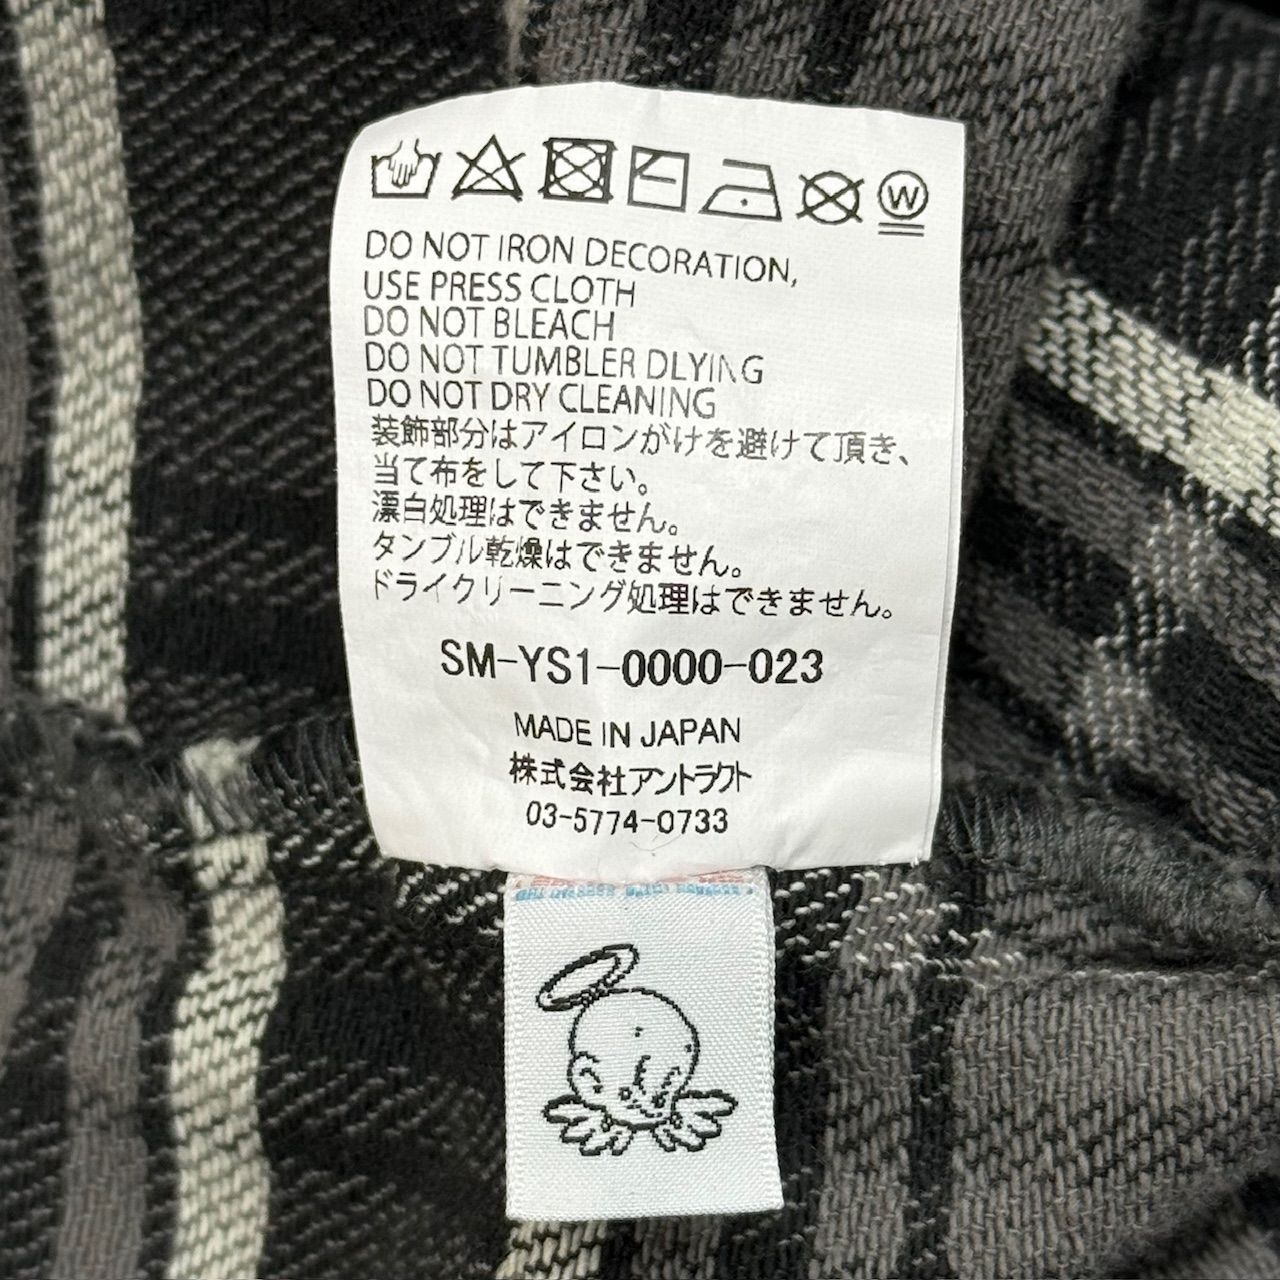 DO NOT IRON DECORATION,
USE PRESS CLOTH
DO NOT BLEACH
DO NOT TUMBLER DLYING
DO NOT DRY CLEANING
装飾部分はアイロンがけを避けて頂き、
当て布をして下さい。
漂白処理はできません。
タンブル乾燥はできません。
ドライクリーニング処理はできません。
SM-YS1-0000-023
MADE IN JAPAN
株式会社アントラクト
03-5774-0733